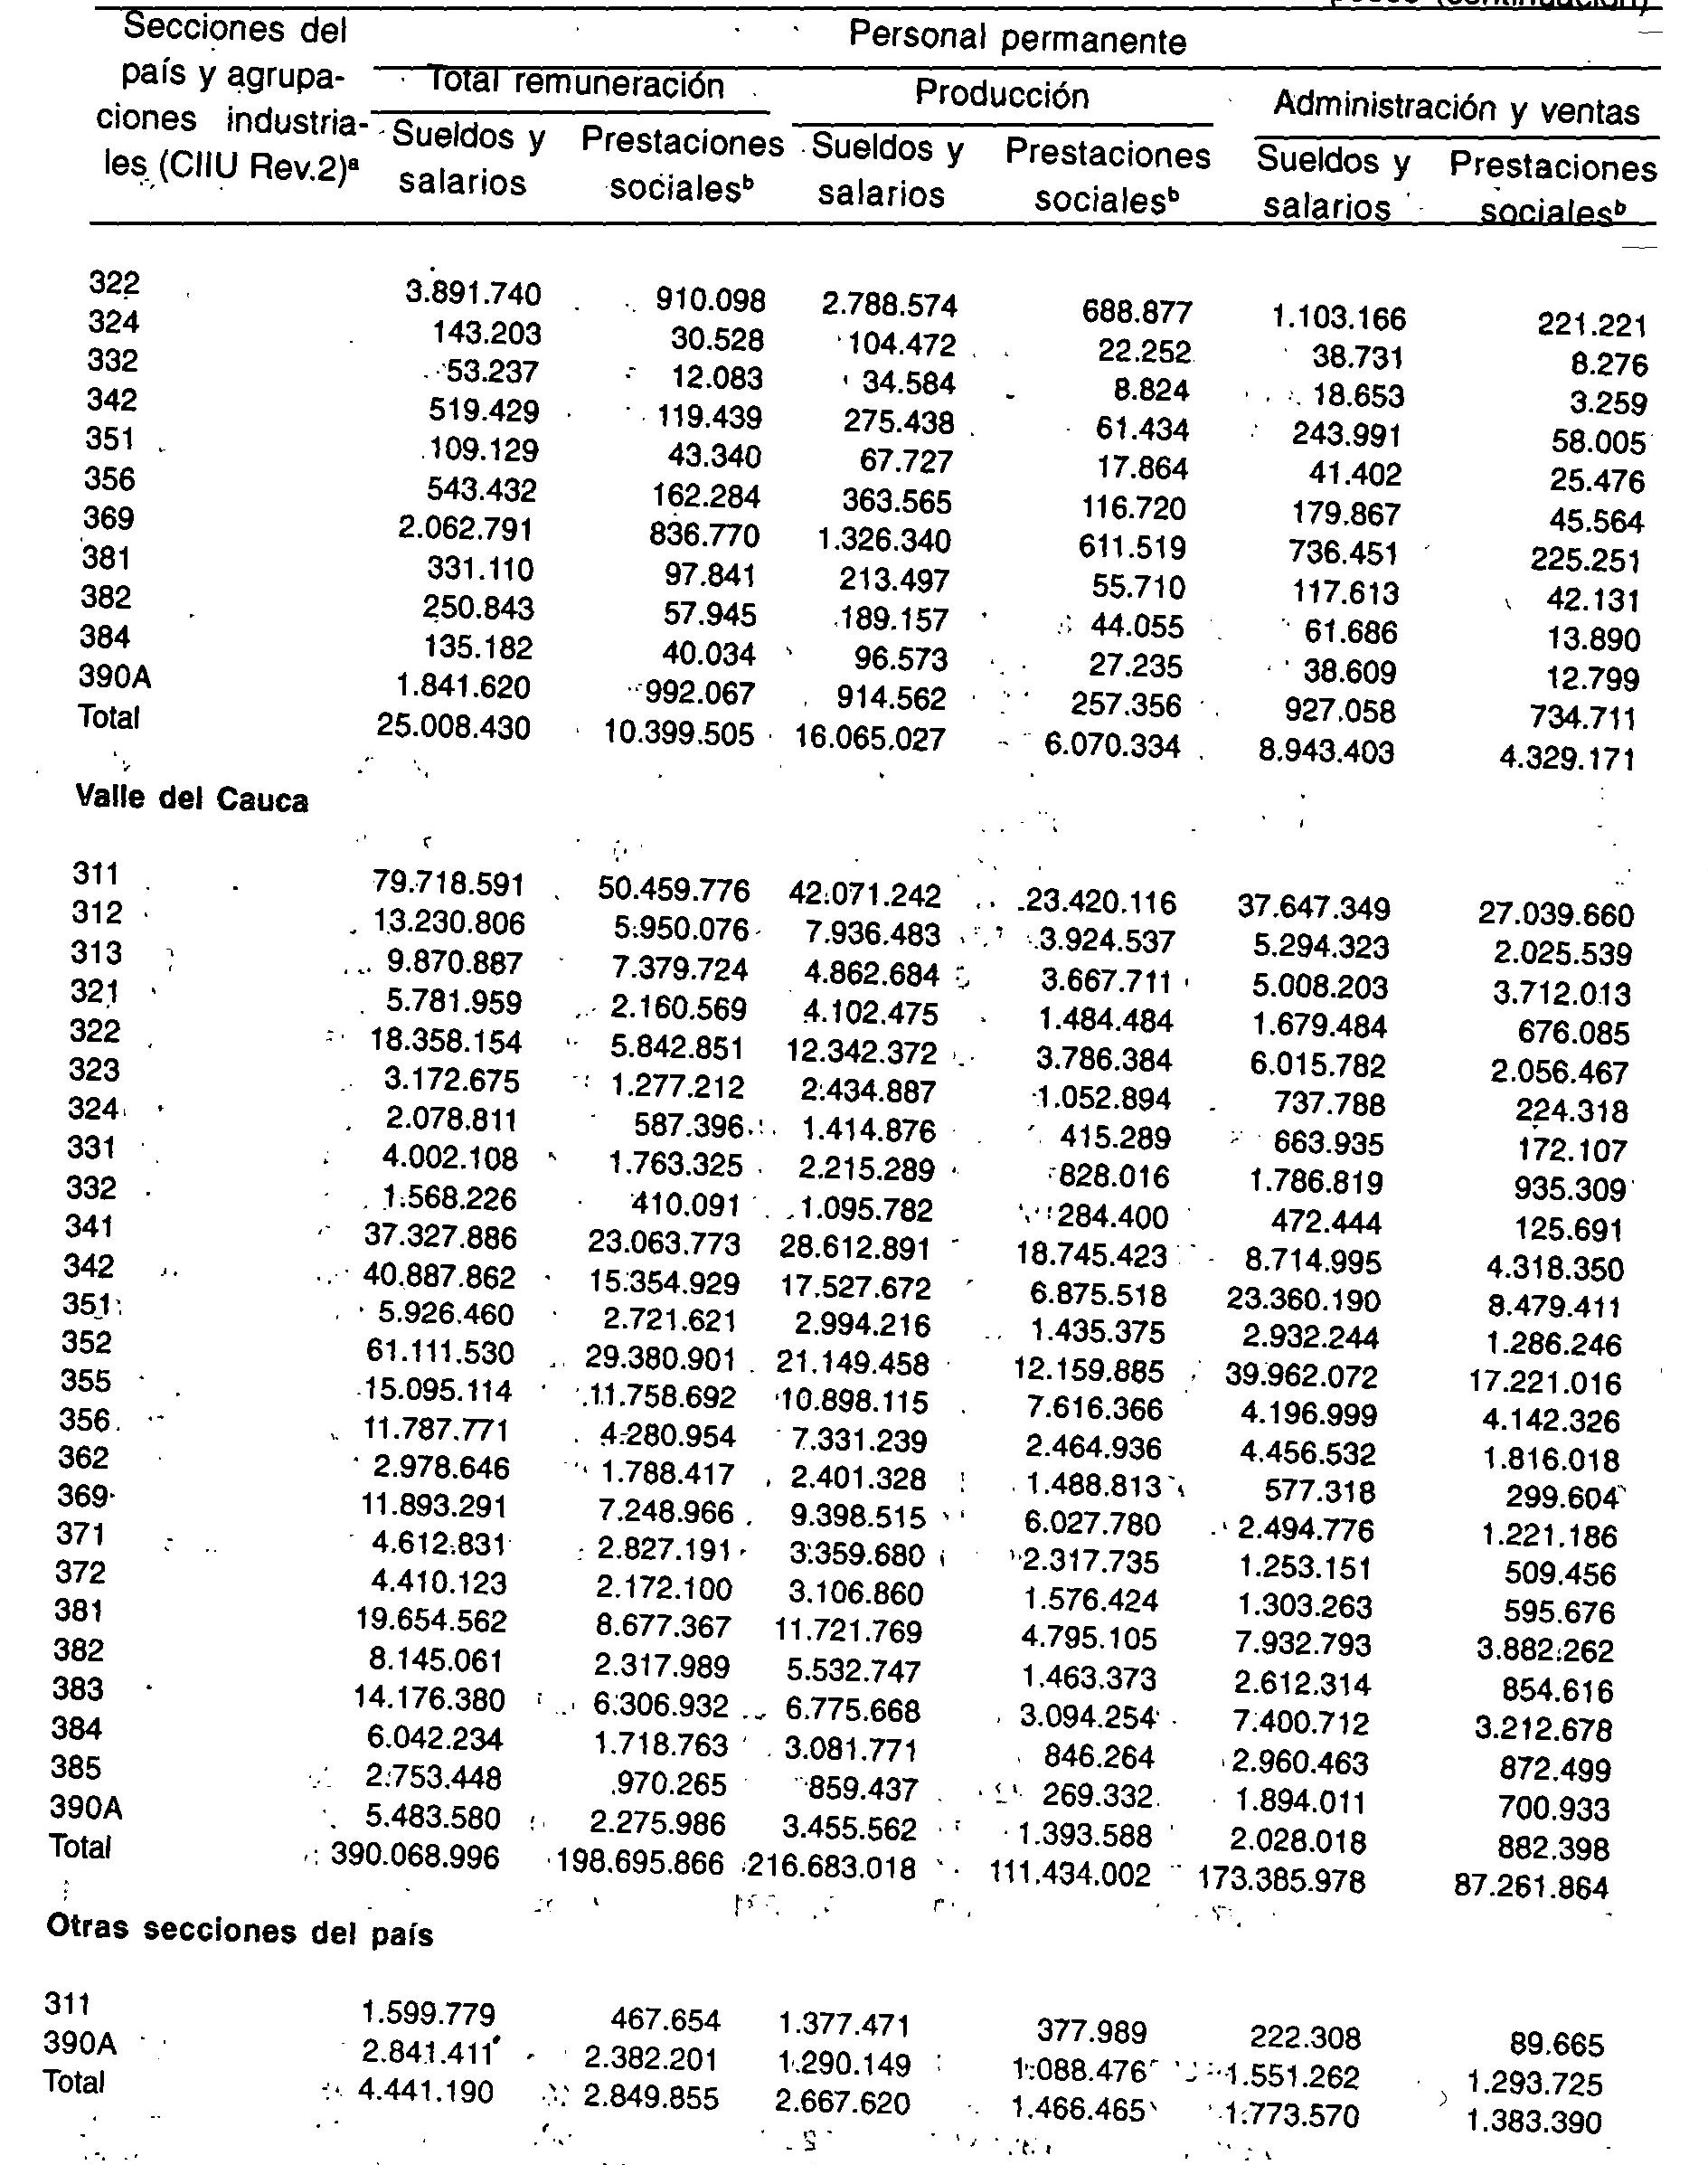 Secciones del país y agrupa- ciones industria- les (CIIU Rev.2)ª
Personal permanente
Total remuneración Producción Administración y ventas
Sueldos y salarios Prestaciones socialesᵇ Sueldos y salarios Prestaciones socialesᵇ Sueldos y salarios Prestaciones socialesᵇ
322 3.891.740 910.098 2.788.574 688.877 1.103.166 221.221
324 143.203 30.528 104.472 22.252 38.731 8.276
332 53.237 12.083 34.584 8.824 18.653 3.259
342 519.429 119.439 275.438 61.434 243.991 58.005
351 109.129 43.340 67.727 17.864 41.402 25.476
356 543.432 162.284 363.565 116.720 179.867 45.564
369 2.062.791 836.770 1.326.340 611.519 736.451 225.251
381 331.110 97.841 213.497 55.710 117.613 42.131
382 250.843 57.945 189.157 44.055 61.686 13.890
384 135.182 40.034 96.573 27.235 38.609 12.799
390A 1.841.620 992.067 914.562 257.356 927.058 734.711
Total 25.008.430 10.399.505 16.065.027 6.070.334 8.943.403 4.329.171
Valle del Cauca
311 79.718.591 50.459.776 42.071.242 23.420.116 37.647.349 27.039.660
312 13.230.806 5.950.076 7.936.483 3.924.537 5.294.323 2.025.539
313 9.870.887 7.379.724 4.862.684 3.667.711 5.008.203 3.712.013
321 5.781.959 2.160.569 4.102.475 1.484.484 1.679.484 676.085
322 18.358.154 5.842.851 12.342.372 3.786.384 6.015.782 2.056.467
323 3.172.675 1.277.212 2.434.887 1.052.894 737.788 224.318
324 2.078.811 587.396 1.414.876 415.289 663.935 172.107
331 4.002.108 1.763.325 2.215.289 828.016 1.786.819 935.309
332 1.568.226 410.091 1.095.782 284.400 472.444 125.691
341 37.327.886 23.063.773 28.612.891 18.745.423 8.714.995 4.318.350
342 40.887.862 15.354.929 17.527.672 6.875.518 23.360.190 8.479.411
351 5.926.460 2.721.621 2.994.216 1.435.375 2.932.244 1.286.246
352 61.111.530 29.380.901 21.149.458 12.159.885 39.962.072 17.221.016
355 15.095.114 11.758.692 10.898.115 7.616.366 4.196.999 4.142.326
356 11.787.771 4.280.954 7.331.239 2.464.936 4.456.532 1.816.018
362 2.978.646 1.788.417 2.401.328 1.488.813 577.318 299.604
369 11.893.291 7.248.966 9.398.515 6.027.780 2.494.776 1.221.186
371 4.612.831 2.827.191 3.359.680 2.317.735 1.253.151 509.456
372 4.410.123 2.172.100 3.106.860 1.576.424 1.303.263 595.676
381 19.654.562 8.677.367 11.721.769 4.795.105 7.932.793 3.882.262
382 8.145.061 2.317.989 5.532.747 1.463.373 2.612.314 854.616
383 14.176.380 6.306.932 6.775.668 3.094.254 7.400.712 3.212.678
384 6.042.234 1.718.763 3.081.771 846.264 2.960.463 872.499
385 2.753.448 970.265 859.437 269.332 1.894.011 700.933
390A 5.483.580 2.275.986 3.455.562 1.393.588 2.028.018 882.398
Total 390.068.996 198.695.866 216.683.018 111.434.002 173.385.978 87.261.864
Otras secciones del país
311 1.599.779 467.654 1.377.471 377.989 222.308 89.665
390A 2.841.411 2.382.201 1.290.149 1.088.476 1.551.262 1.293.725
Total 4.441.190 2.849.855 2.667.620 1.466.465 1.773.570 1.383.390